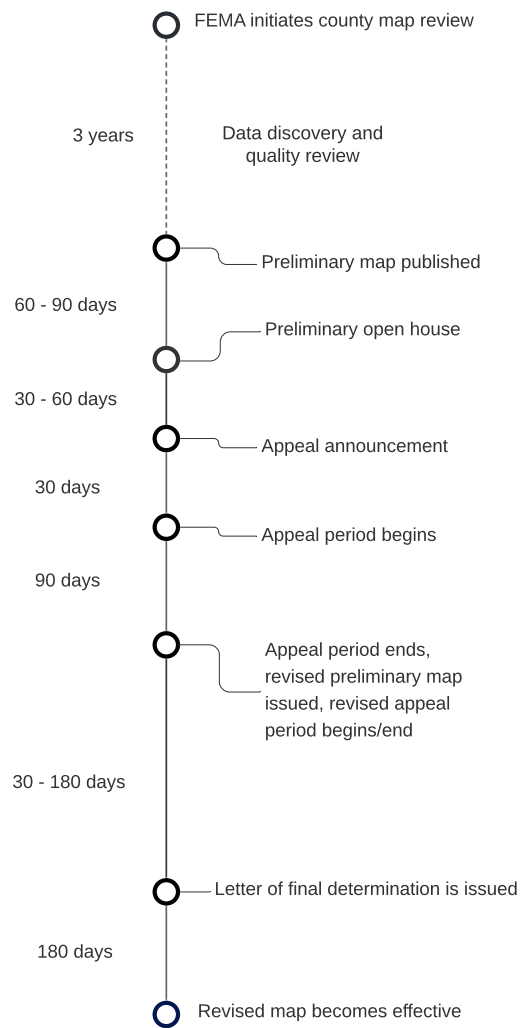 FEMA initiates county map review
3 years
Data discovery and
quality review
Preliminary map published
60 - 90 days
Preliminary open house
30 - 60 days
Appeal announcement
30 days
Appeal period begins
90 days
Appeal period ends,
revised preliminary map
issued, revised appeal
period begins/end
30 - 180 days
Letter of final determination is issued
180 days
Revised map becomes effective